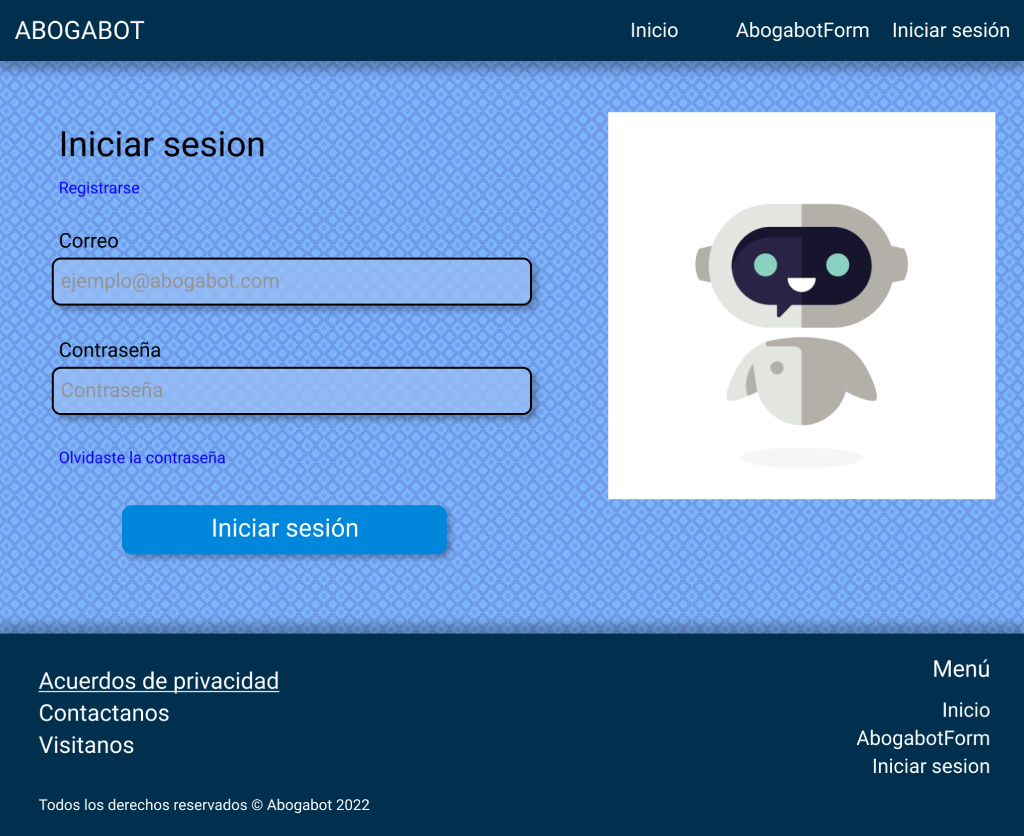 ABOGABOT
Inicio
AbogabotForm
Iniciar sesión
Iniciar sesion
Registrarse
Correo
ejemplo@abogabot.com
Contraseña
Contraseña
Olvidaste la contraseña
Iniciar sesión
Acuerdos de privacidad
Contactanos
Visitanos
Todos los derechos reservados © Abogabot 2022
Menú
Inicio
AbogabotForm
Iniciar sesion